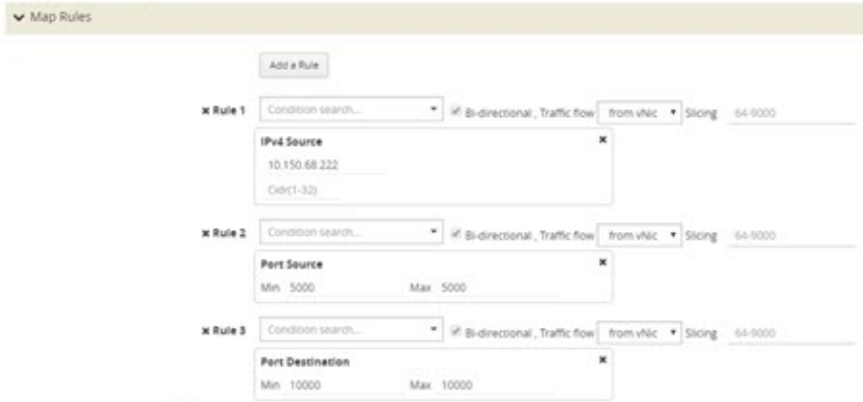 Map Rules
Add a Rule
x Rule 1 Condition search... Bi-directional , Traffic flow from vNic Slicing 64-9000
IPv4 Source x
10.150.68.222
Cidr(1-32)
x Rule 2 Condition search... Bi-directional , Traffic flow from vNic Slicing 64-9000
Port Source x
Min 5000 Max 5000
x Rule 3 Condition search... Bi-directional , Traffic flow from vNic Slicing 64-9000
Port Destination x
Min 10000 Max 10000